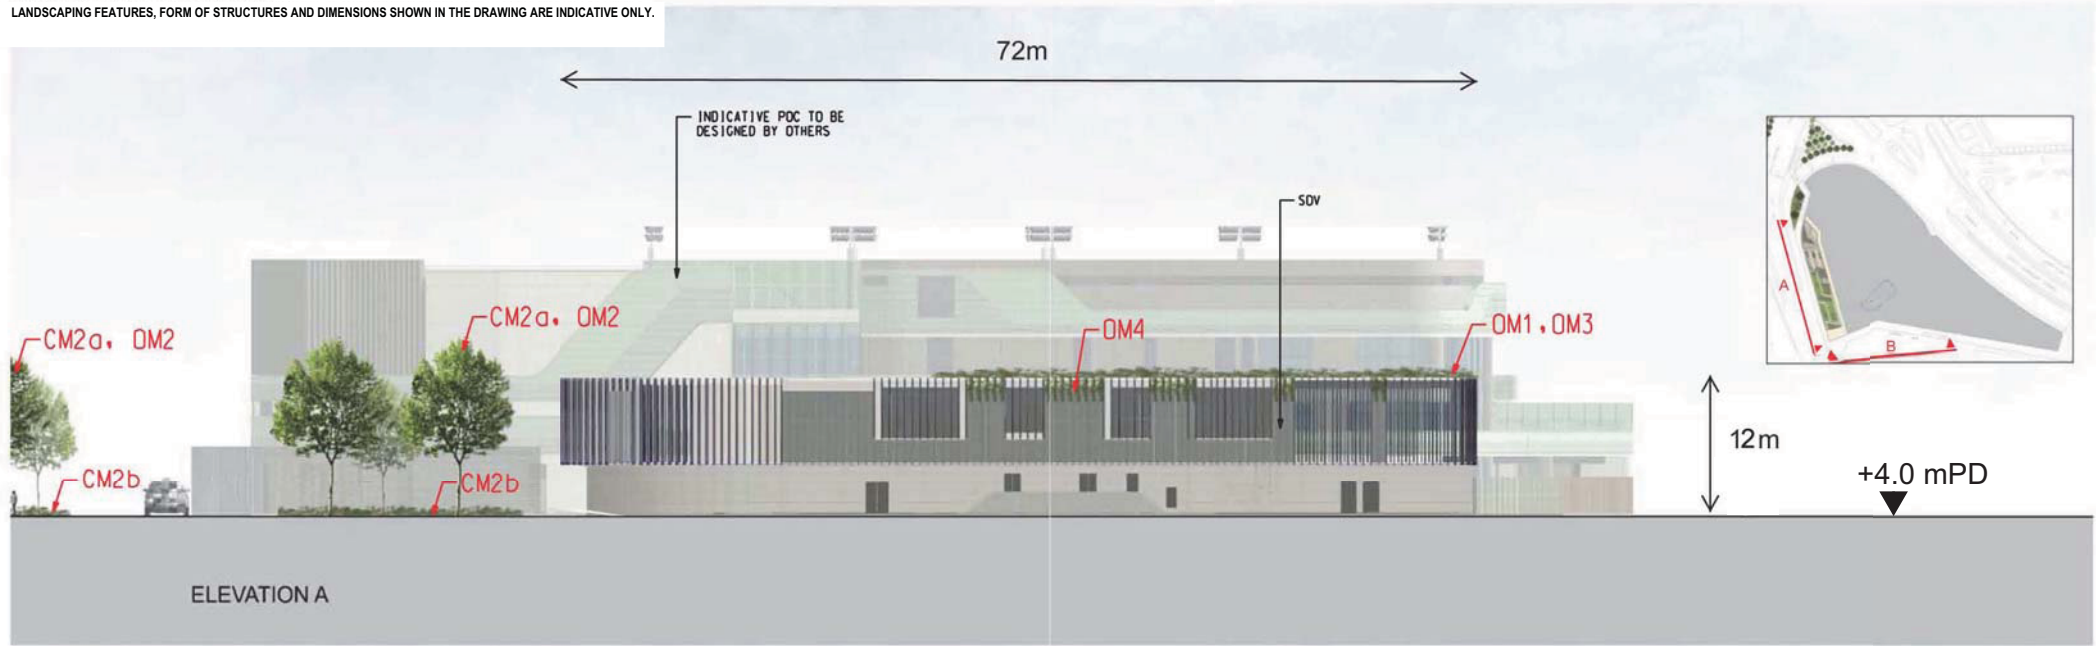 LANDSCAPING FEATURES, FORM OF STRUCTURES AND DIMENSIONS SHOWN IN THE DRAWING ARE INDICATIVE ONLY.
72m
INDICATIVE PDC TO BE
DESIGNED BY OTHERS
SDV
CM2a, OM2
CM2a, OM2
OM4
OM1, OM3
A
B
12m
CM2b
CM2b
+4.0 mPD
ELEVATION A